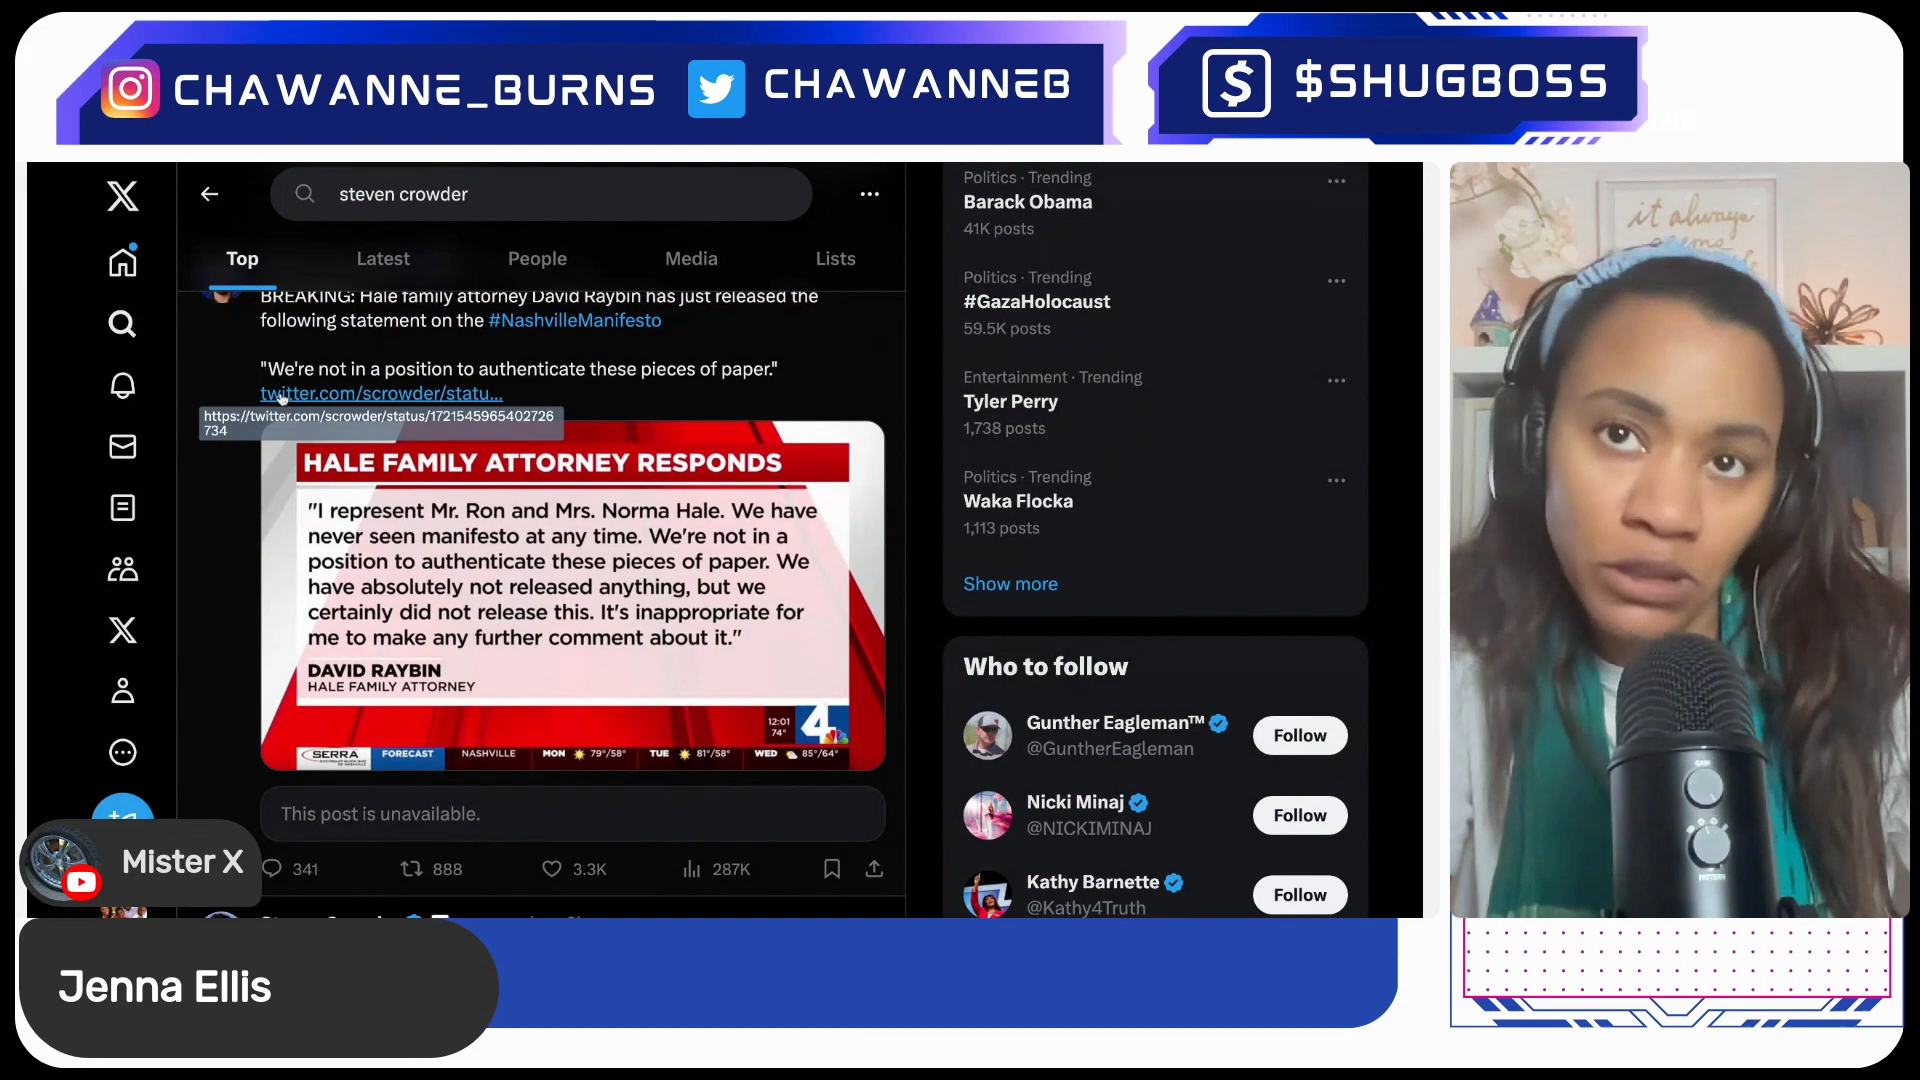 CHAWANNE_BURNS
CHAWANNEB
$SHUGBOSS
steven crowder
Top
Latest
People
Media
Lists
BREAKING: Hale family attorney David Raybin has just released the
following statement on the #NashvilleManifesto
"We're not in a position to authenticate these pieces of paper."
twitter.com/scrowder/statu...
https://twitter.com/scrowder/status/1721545965402726
734
HALE FAMILY ATTORNEY RESPONDS
"I represent Mr. Ron and Mrs. Norma Hale. We have
never seen manifesto at any time. We're not in a
position to authenticate these pieces of paper. We
have absolutely not released anything, but we
certainly did not release this. It's inappropriate for
me to make any further comment about it."
DAVID RAYBIN
HALE FAMILY ATTORNEY
12:01
74°
4
SERRA
FORECAST
NASHVILLE
MON 79°/58°
TUE 81°/58°
WED 85°/64°
This post is unavailable.
341
888
3.3K
287K
Politics · Trending
Barack Obama
41K posts
Politics · Trending
#GazaHolocaust
59.5K posts
Entertainment · Trending
Tyler Perry
1,738 posts
Politics · Trending
Waka Flocka
1,113 posts
Show more
Who to follow
Gunther Eagleman™
@GuntherEagleman
Follow
Nicki Minaj
@NICKIMINAJ
Follow
Kathy Barnette
@Kathy4Truth
Follow
it always
seems
GAIN
PATTERN
Mister X
Jenna Ellis